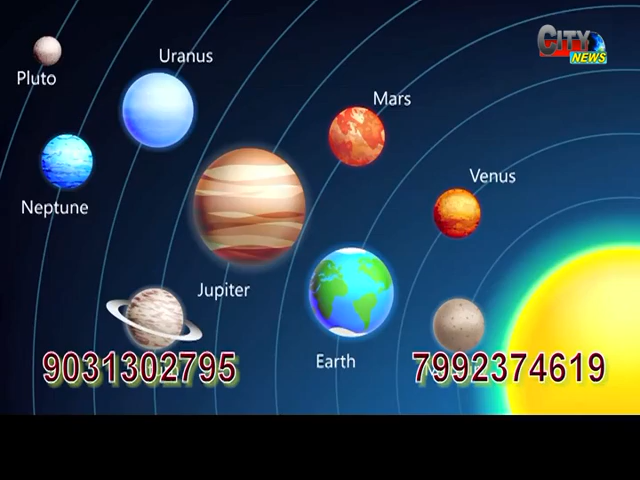 CITY
NEWS
Uranus
Pluto
Mars
Venus
Neptune
Jupiter
Earth
9031302795
7992374619